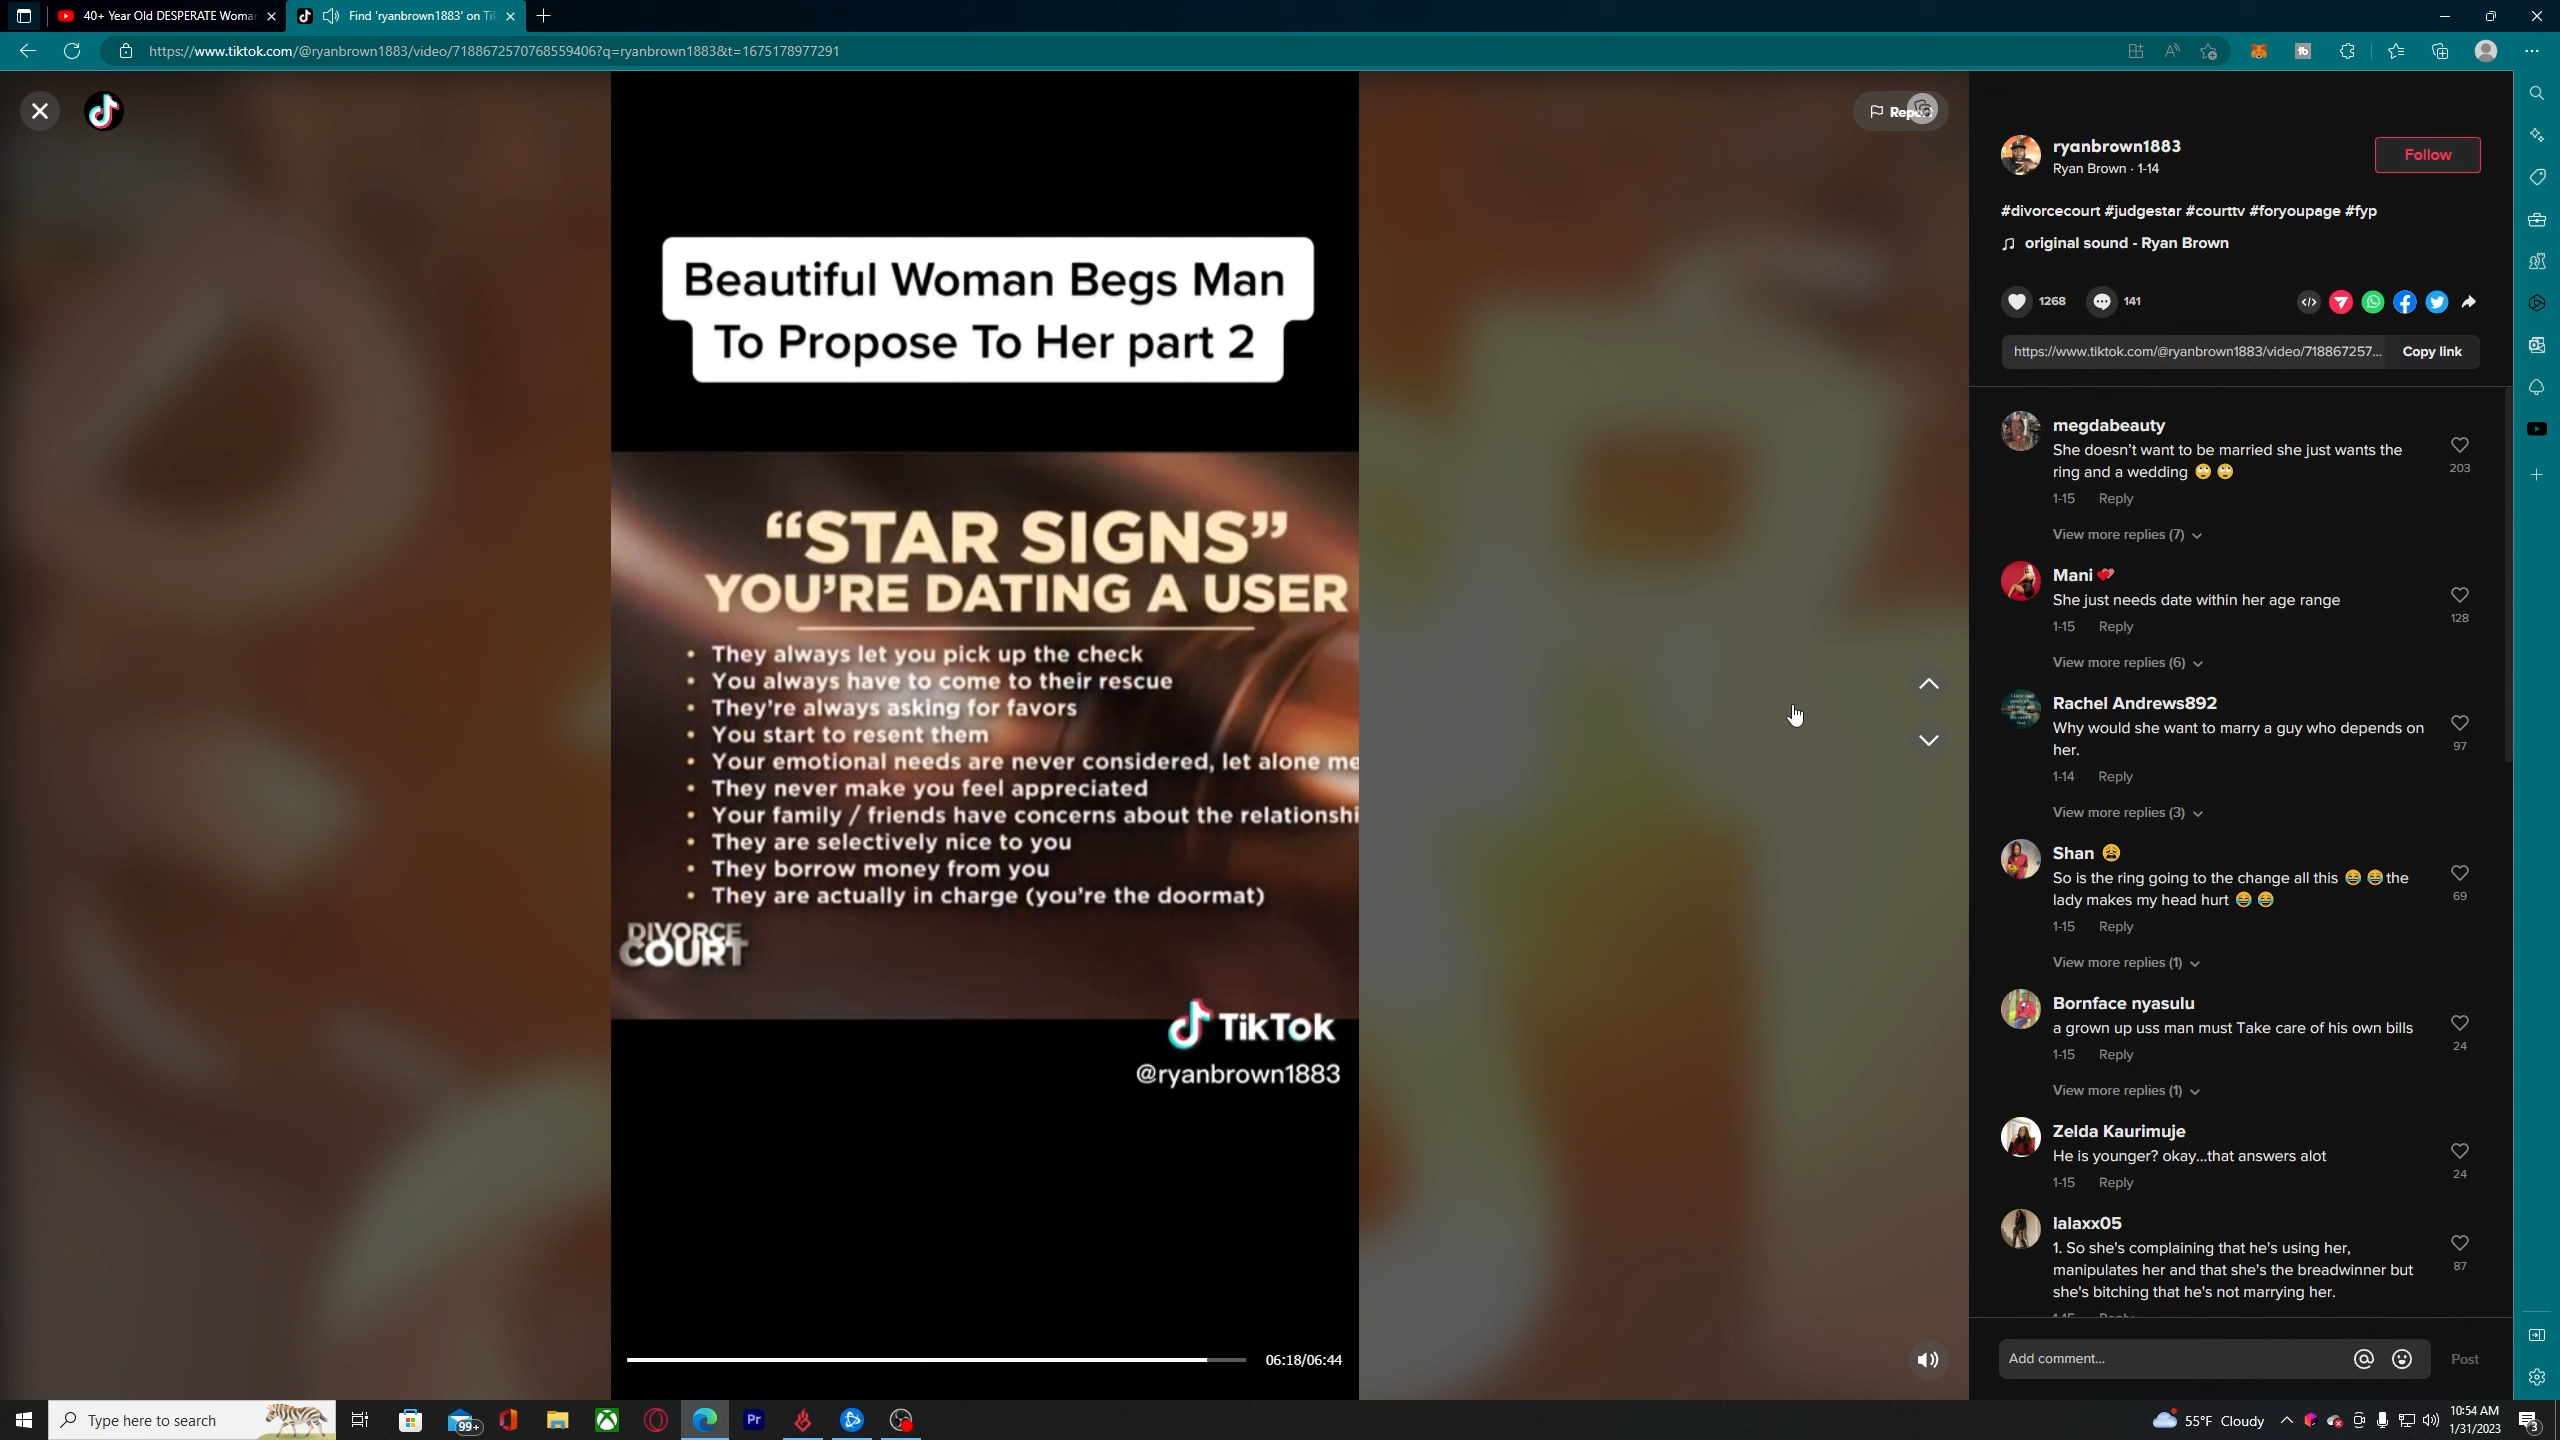 40+ Year Old DESPERATE Woma
Find 'ryanbrown1883' on Ti
https://www.tiktok.com/@ryanbrown1883/video/7188672570768559406?q=ryanbrown1883&t=1675178977291
Report
Beautiful Woman Begs Man
To Propose To Her part 2
“STAR SIGNS”
YOU’RE DATING A USER
• They always let you pick up the check
• You always have to come to their rescue
• They’re always asking for favors
• You start to resent them
• Your emotional needs are never considered, let alone me
• They never make you feel appreciated
• Your family / friends have concerns about the relationshi
• They are selectively nice to you
• They borrow money from you
• They are actually in charge (you’re the doormat)
DIVORCE
COURT
TikTok
@ryanbrown1883
06:18/06:44
ryanbrown1883
Ryan Brown · 1-14
Follow
#divorcecourt #judgestar #courttv #foryoupage #fyp
original sound - Ryan Brown
1268
141
https://www.tiktok.com/@ryanbrown1883/video/718867257...
Copy link
megdabeauty
She doesn’t want to be married she just wants the
ring and a wedding 🙄 🙄
203
1-15 Reply
View more replies (7)
Mani💕
She just needs date within her age range
128
1-15 Reply
View more replies (6)
Rachel Andrews892
Why would she want to marry a guy who depends on
her.
97
1-14 Reply
View more replies (3)
Shan 😩
So is the ring going to the change all this 😂 😂the
lady makes my head hurt 😂 😂
69
1-15 Reply
View more replies (1)
Bornface nyasulu
a grown up uss man must Take care of his own bills
24
1-15 Reply
View more replies (1)
Zelda Kaurimuje
He is younger? okay...that answers alot
24
1-15 Reply
lalaxx05
1. So she's complaining that he's using her,
manipulates her and that she's the breadwinner but
she's bitching that he's not marrying her.
87
1-15 Reply
Add comment...
Post
Type here to search
99+
Pr
55°F Cloudy
10:54 AM
1/31/2023
3